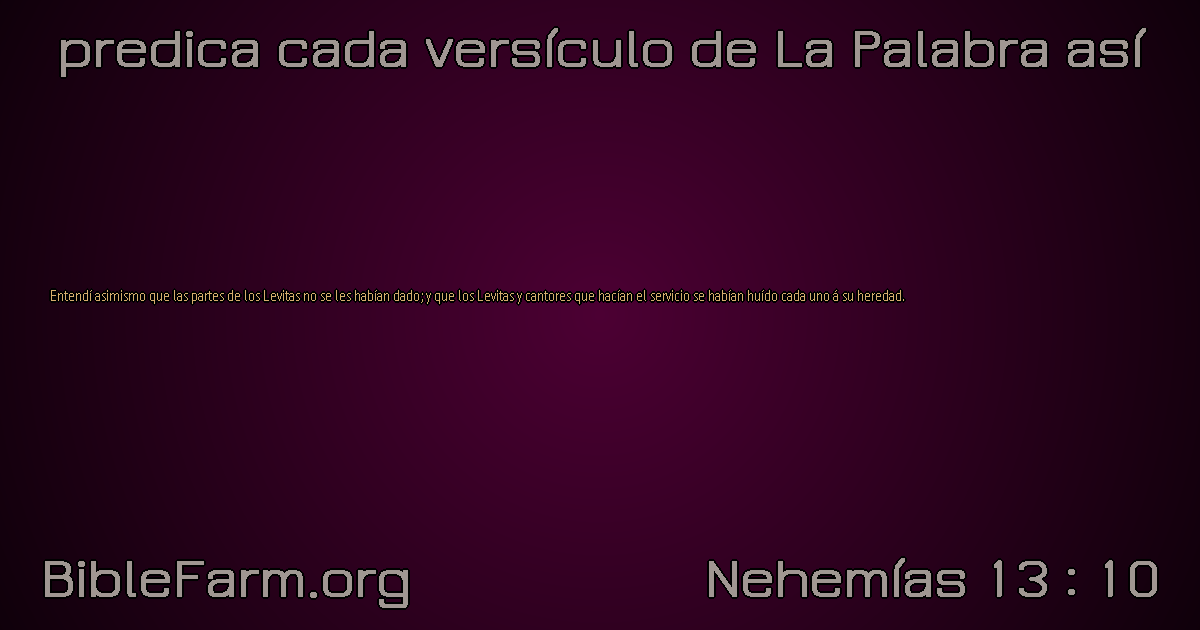 predica cada versículo de La Palabra así
Entendí asimismo que las partes de los Levitas no se les habían dado; y que los Levitas y cantores que hacían el servicio se habían huído cada uno á su heredad.
BibleFarm.org
Nehemías 13 : 10